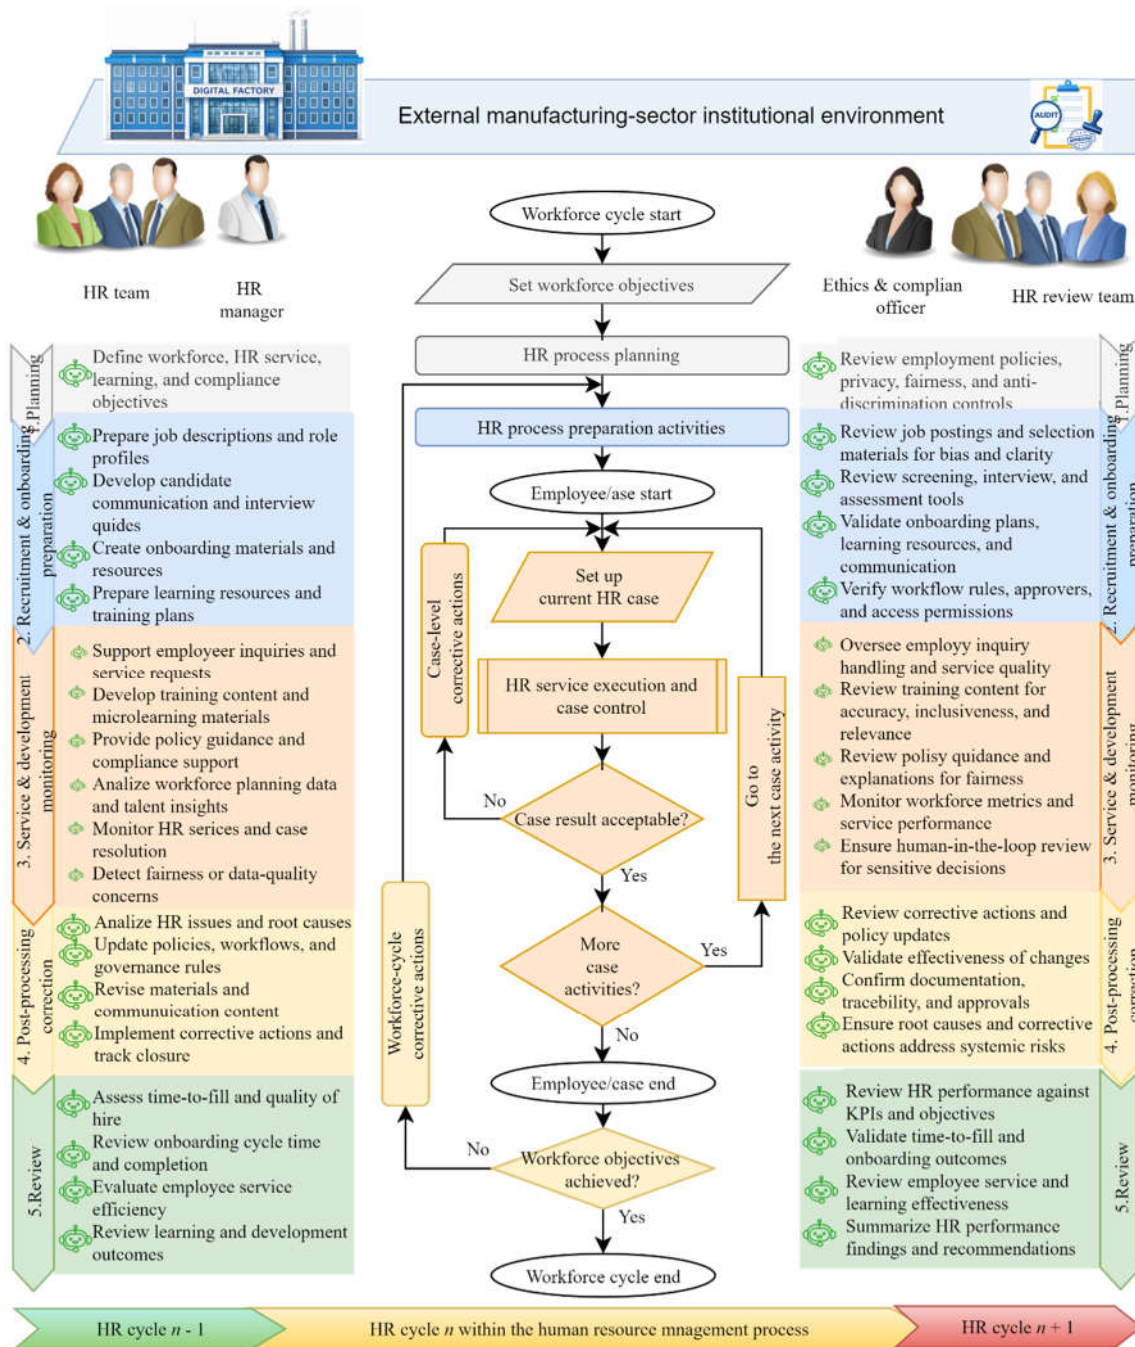 DIGITAL FACTORY
External manufacturing-sector institutional environment
AUDIT
HR team
HR
manager
Ethics & complian
officer
HR review team
1.Planning
Define workforce, HR service,
learning, and compliance
objectives
2. Recruitment & onboarding
preparation
Prepare job descriptions and role
profiles
Develop candidate
communication and interview
quides
Create onboarding materials and
resources
Prepare learning resources and
training plans
3. Service & development
monitoring
Support employeer inquiries and
service requests
Develop training content and
microlearning materials
Provide policy guidance and
compliance support
Analize workforce planning data
and talent insights
Monitor HR serices and case
resolution
Detect fairness or data-quality
concerns
4. Post-processing
correction
Analize HR issues and root causes
Update policies, workflows, and
governance rules
Revise materials and
commuuication content
Implement corrective actions and
track closure
5.Review
Assess time-to-fill and quality of
hire
Review onboarding cycle time
and completion
Evaluate employee service
efficiency
Review learning and development
outcomes
Workforce cycle start
Set workforce objectives
HR process planning
HR process preparation activities
Employee/ase start
Set up
current HR case
Case-level
corrective actions
HR service execution and
case control
Go to
the next case activity
No
Case result acceptable?
Yes
More
case
activities?
Yes
No
Workforce-cycle
corrective actions
Employee/case end
No
Workforce objectives
achieved?
Yes
Workforce cycle end
Review employment policies,
privacy, fairness, and anti-
discrimination controls
1.Planning
Review job postings and selection
materials for bias and clarity
Review screening, interview, and
assessment tools
Validate onboarding plans,
learning resources, and
communication
Verify workflow rules, approvers,
and access permissions
2. Recruitment & onboarding
preparation
Oversee employy inquiry
handling and service quality
Review training content for
accuracy, inclusiveness, and
relevance
Review polisy quidance and
explanations for fairness
Monitor workforce metrics and
service performance
Ensure human-in-the-loop review
for sensitive decisions
3. Service & development
monitoring
Review corrective actions and
policy updates
Validate effectiveness of changes
Confirm documentation,
tracebility, and approvals
Ensure root causes and corrective
actions address systemic risks
4. Post-processing
correction
Review HR performance against
KPIs and objectives
Validate time-to-fill and
onboarding outcomes
Review employee service and
learning effectiveness
Summarize HR performance
findings and recommendations
5.Review
HR cycle n - 1
HR cycle n within the human resource mnagement process
HR cycle n + 1